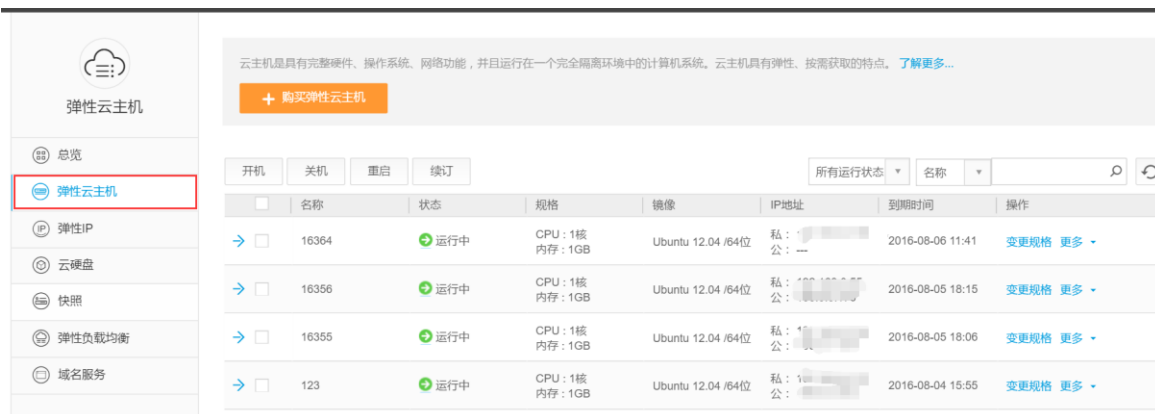 云主机是具有完整硬件、操作系统、网络功能，并且运行在一个完全隔离环境中的计算机系统。云主机具有弹性、按需获取的特点。 了解更多...
+ 购买弹性云主机
弹性云主机
总览
弹性云主机
弹性IP
云硬盘
快照
弹性负载均衡
域名服务
开机 关机 重启 续订 所有运行状态 名称
名称 状态 规格 镜像 IP地址 到期时间 操作
16364 运行中 CPU：1核 Ubuntu 12.04 /64位 私： 2016-08-06 11:41 变更规格 更多
内存：1GB 公： ---
16356 运行中 CPU：1核 Ubuntu 12.04 /64位 私： 2016-08-05 18:15 变更规格 更多
内存：1GB 公：
16355 运行中 CPU：1核 Ubuntu 12.04 /64位 私： 2016-08-05 18:06 变更规格 更多
内存：1GB 公：
123 运行中 CPU：1核 Ubuntu 12.04 /64位 私： 2016-08-04 15:55 变更规格 更多
内存：1GB 公：